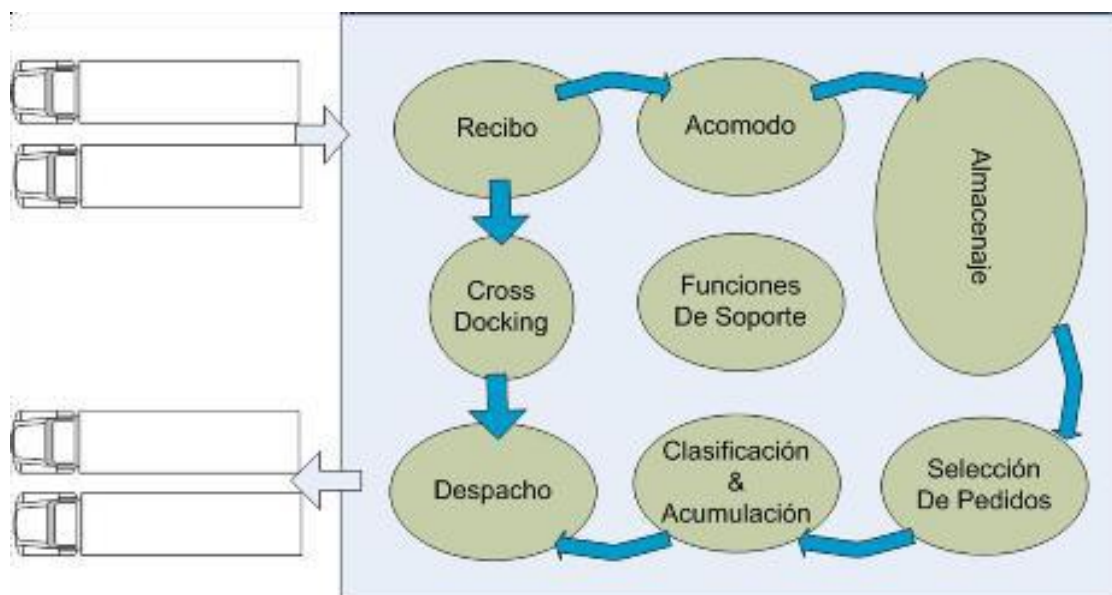 Recibo
Acomodo
Almacenaje
Cross
Docking
Funciones
De Soporte
Despacho
Clasificación
&
Acumulación
Selección
De Pedidos